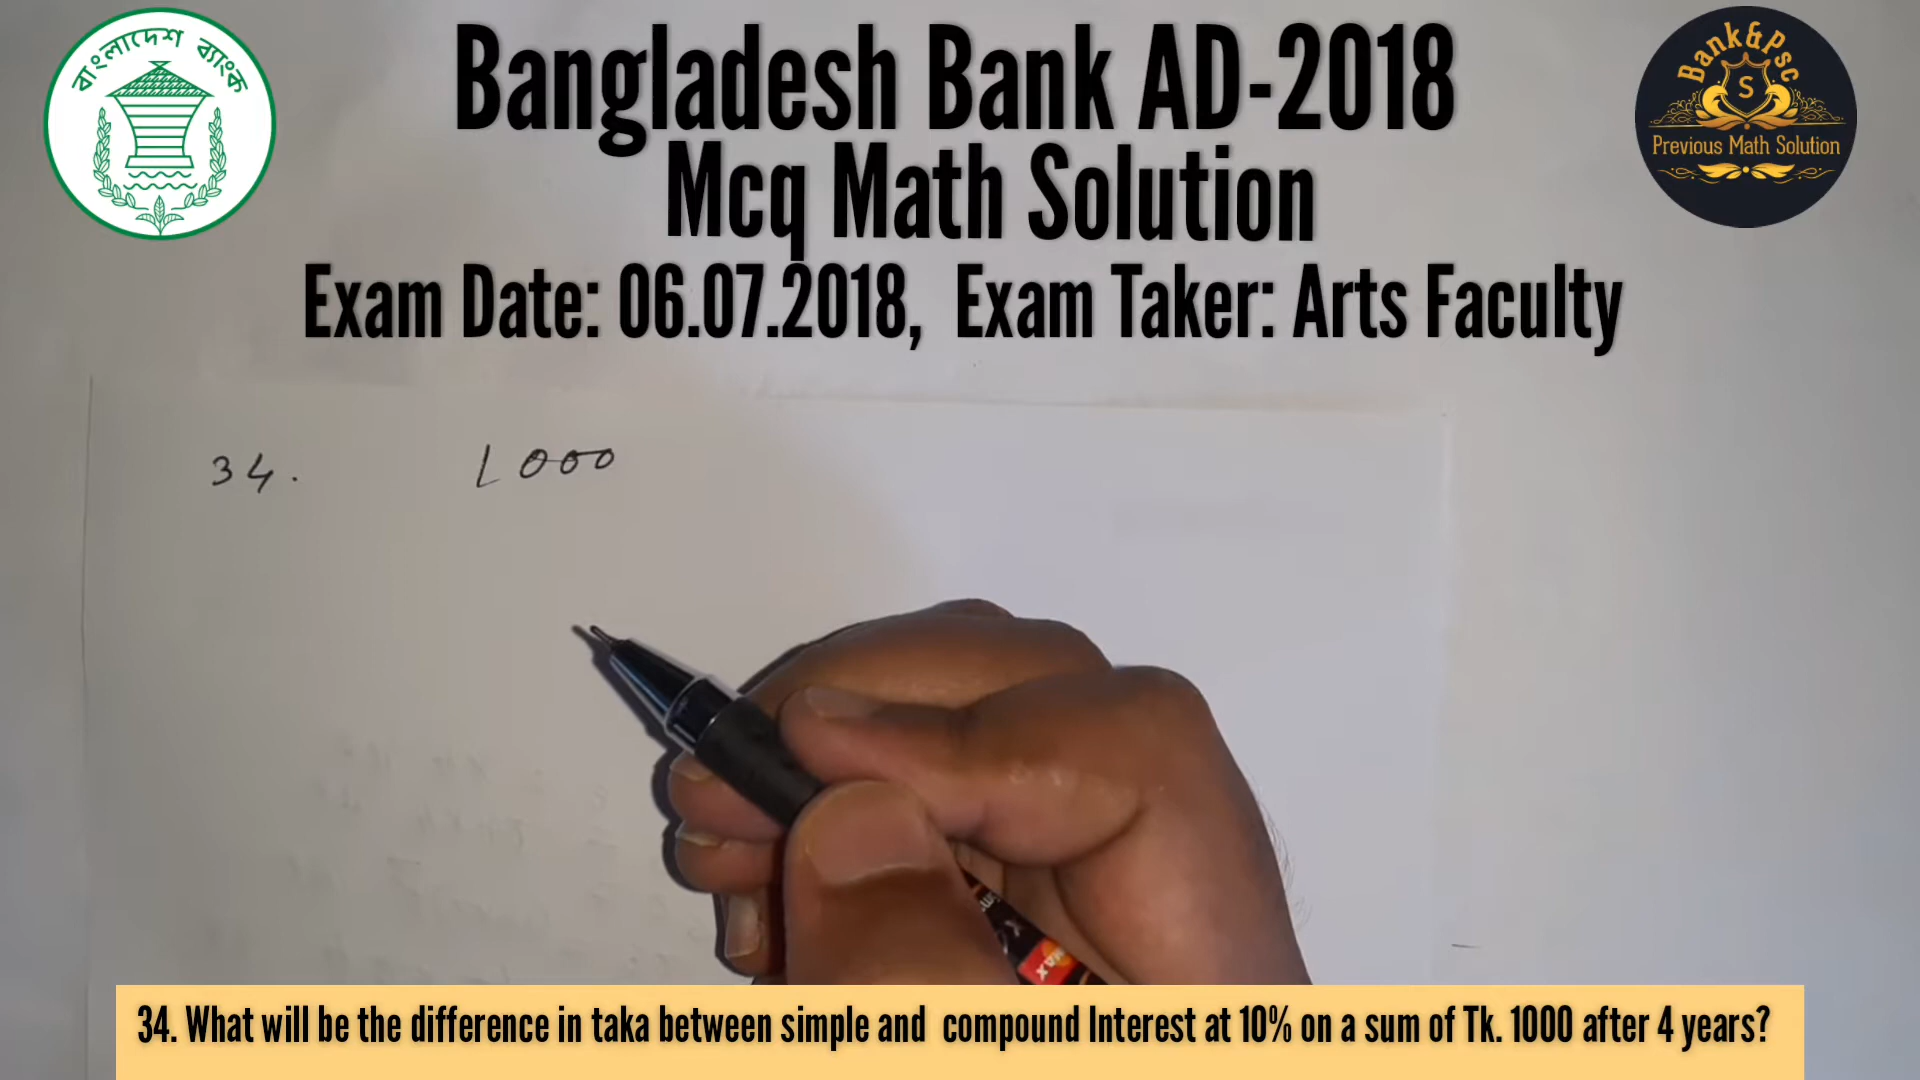 Bangladesh Bank AD-2018
Mcq Math Solution
Exam Date: 06.07.2018, Exam Taker: Arts Faculty
বাংলাদেশ ব্যাংক
Bank&Psc
S
Previous Math Solution
34. 1000
MAX
34. What will be the difference in taka between simple and compound Interest at 10% on a sum of Tk. 1000 after 4 years?